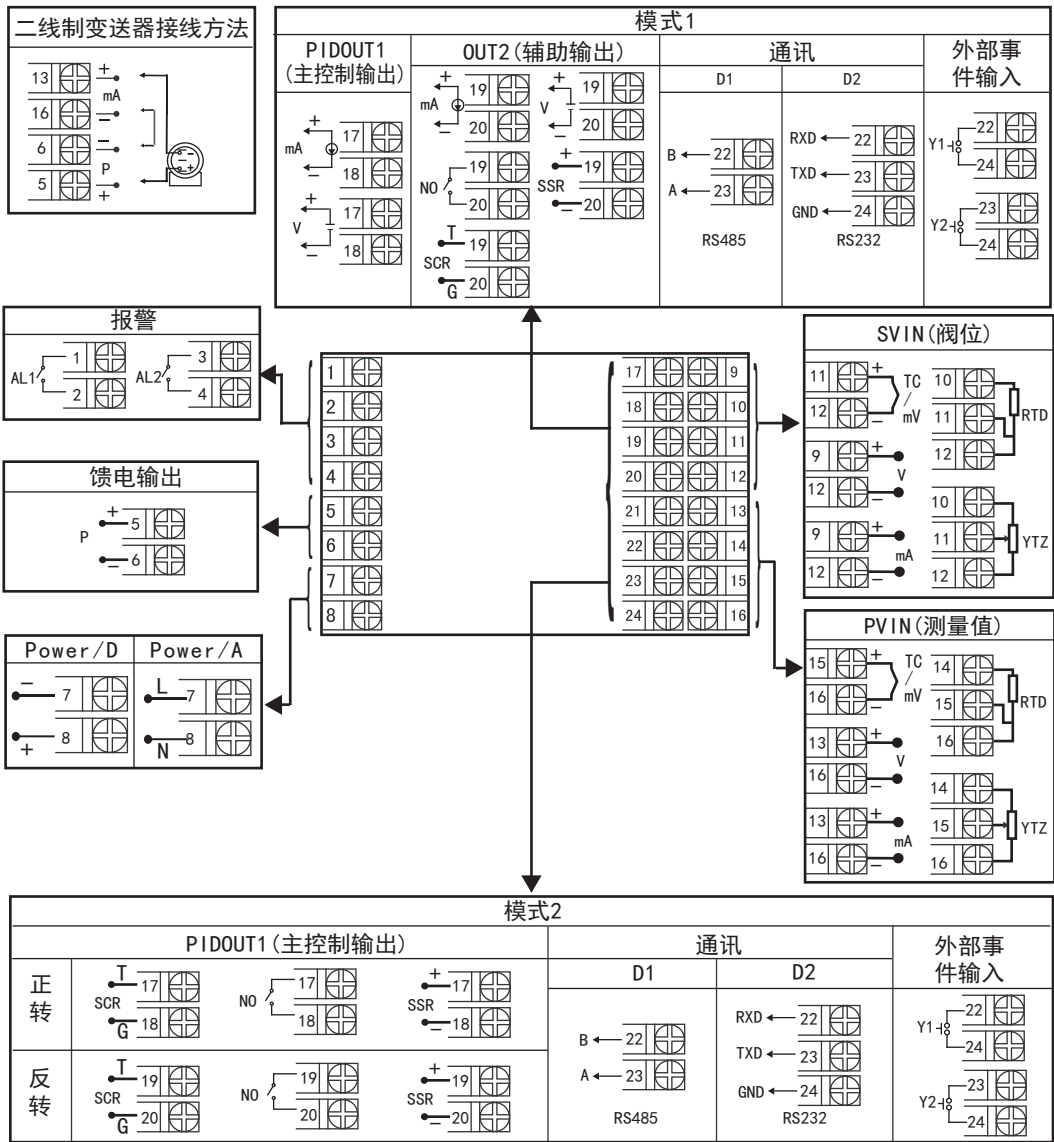 二线制变送器接线方法
13 +
mA
16 −
6 −
P
5 +
模式1
PIDOUT1
(主控制输出)
OUT2(辅助输出)
通讯
外部事
件输入
D1
D2
+
mA
17
−
18
+
V
17
−
18
+
mA
19
−
20
+
V
19
−
20
NO
19
20
+
SSR
19
−
20
T
19
SCR
G
20
B 22
A 23
RS485
RXD 22
TXD 23
GND 24
RS232
Y1
22
24
Y2
23
24
报警
AL1
1
2
AL2
3
4
馈电输出
+
5
P
−
6
Power/D
Power/A
−
7
+
8
L
7
N
8
1
2
3
4
5
6
7
8
17 9
18 10
19 11
20 12
21 13
22 14
23 15
24 16
SVIN(阀位)
11 +
TC
/
mV
12 −
10
11
12
RTD
9 +
V
12 −
9 +
mA
12 −
10
11
12
YTZ
PVIN(测量值)
15 +
TC
/
mV
16 −
14
15
16
RTD
13 +
V
16 −
13 +
mA
16 −
14
15
16
YTZ
模式2
PIDOUT1(主控制输出)
通讯
外部事
件输入
D1
D2
正
转
T
17
SCR
G
18
NO
17
18
+
17
SSR
−
18
反
转
T
19
SCR
G
20
NO
19
20
+
19
SSR
−
20
B 22
A 23
RS485
RXD 22
TXD 23
GND 24
RS232
Y1
22
24
Y2
23
24